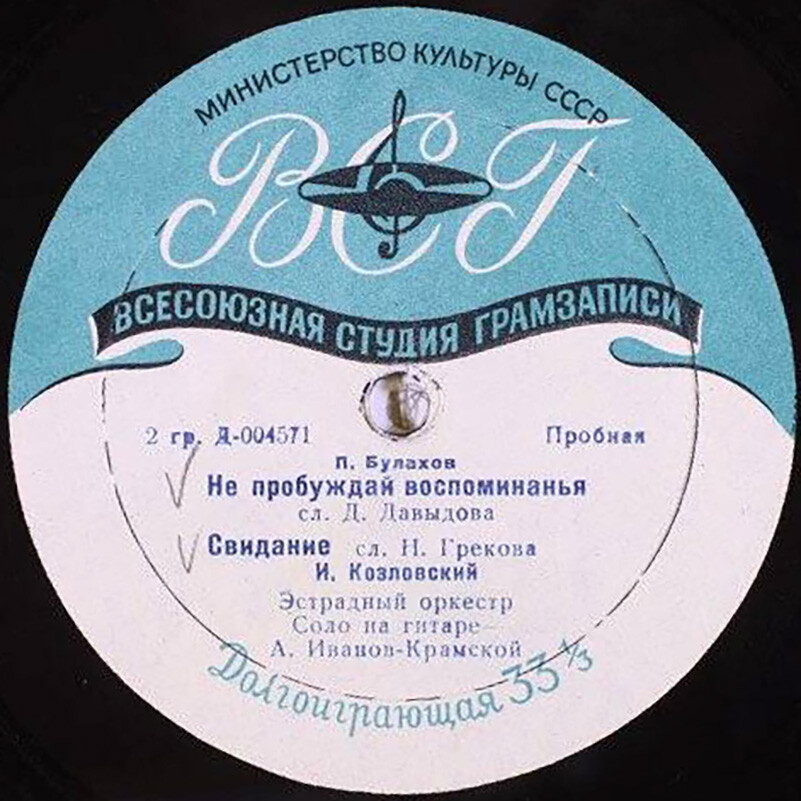 МИНИСТЕРСТВО КУЛЬТУРЫ СССР
ВСГ
ВСЕСОЮЗНАЯ СТУДИЯ ГРАМЗАПИСИ
2 гр. Д-004571 Пробная
П. Булахов
Не пробуждай воспоминанья
сл. Д. Давыдова
Свидание сл. Н. Грекова
И. Козловский
Эстрадный оркестр
Соло на гитаре—
А. Иванов-Крамской
Долгоиграющая 33⅓